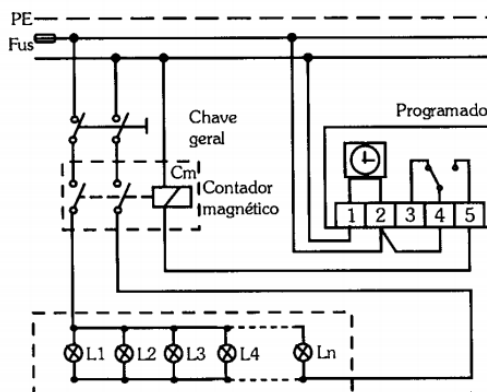 PE
Fus
Chave
geral
Programado
Cm
Contador
magnético
1 2 3 4 5
L1 L2 L3 L4 Ln